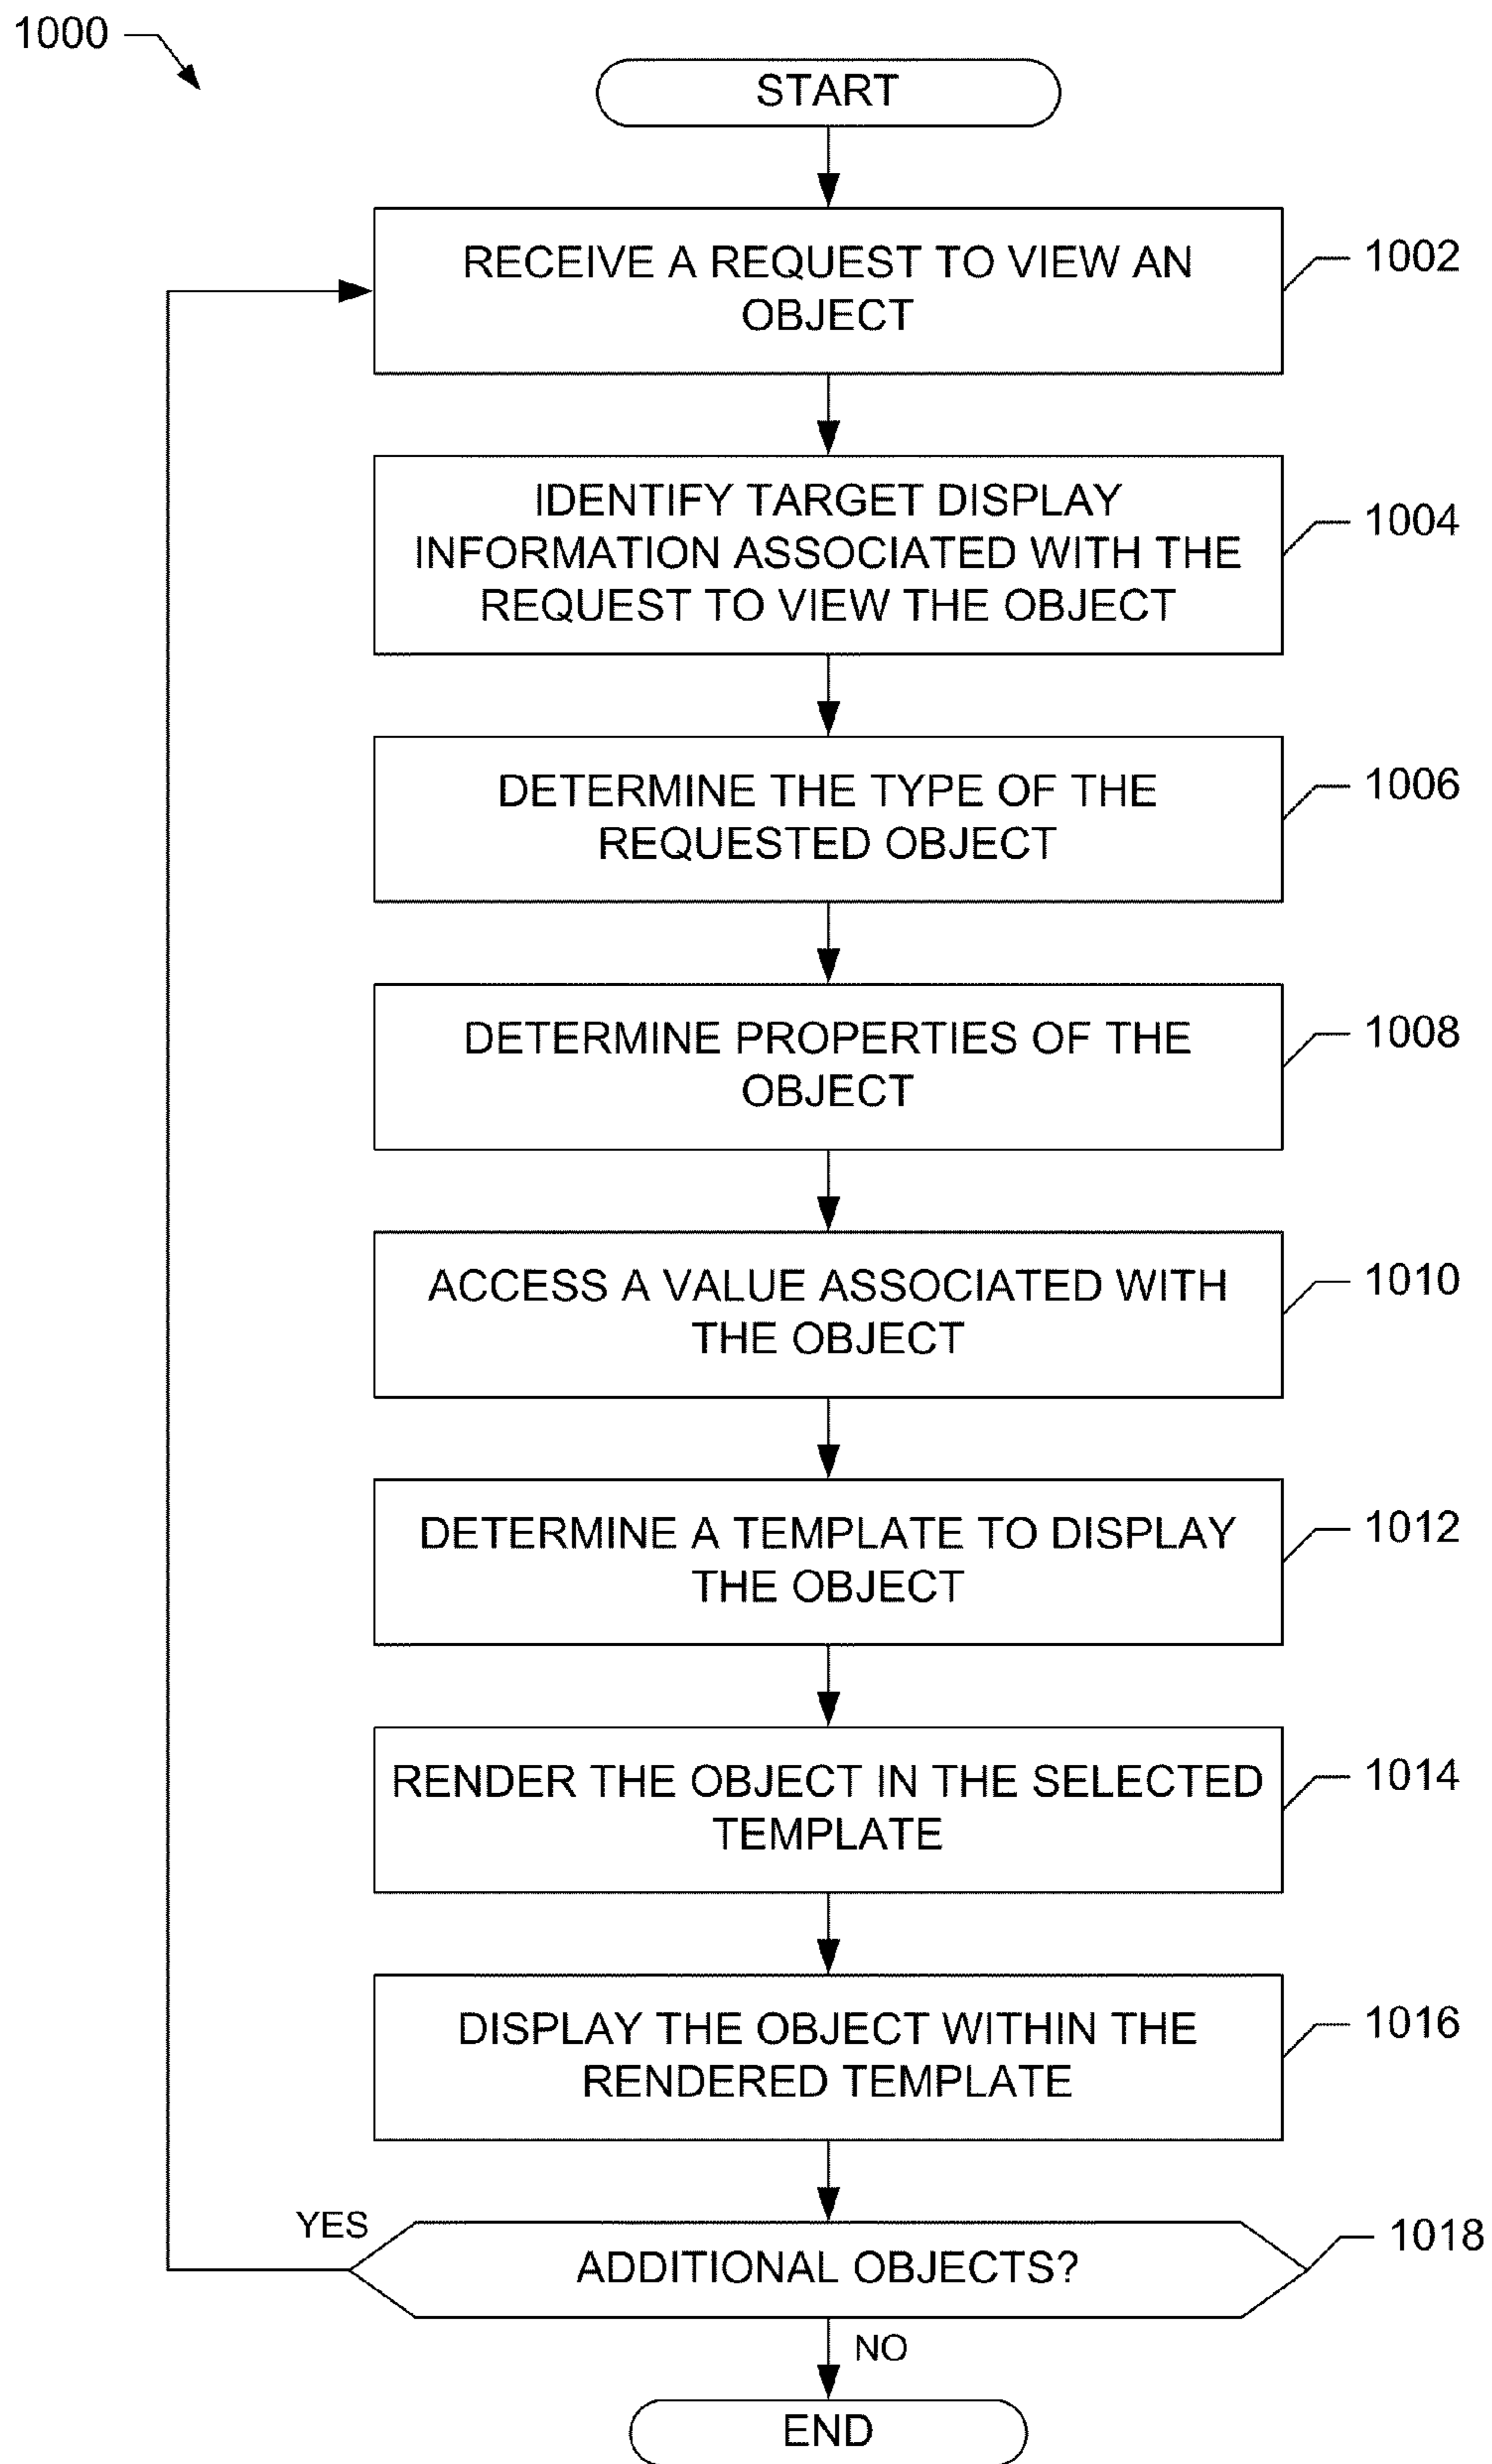 1000
START
RECEIVE A REQUEST TO VIEW AN
OBJECT
1002
IDENTIFY TARGET DISPLAY
INFORMATION ASSOCIATED WITH THE
REQUEST TO VIEW THE OBJECT
1004
DETERMINE THE TYPE OF THE
REQUESTED OBJECT
1006
DETERMINE PROPERTIES OF THE
OBJECT
1008
ACCESS A VALUE ASSOCIATED WITH
THE OBJECT
1010
DETERMINE A TEMPLATE TO DISPLAY
THE OBJECT
1012
RENDER THE OBJECT IN THE SELECTED
TEMPLATE
1014
DISPLAY THE OBJECT WITHIN THE
RENDERED TEMPLATE
1016
YES
ADDITIONAL OBJECTS?
1018
NO
END